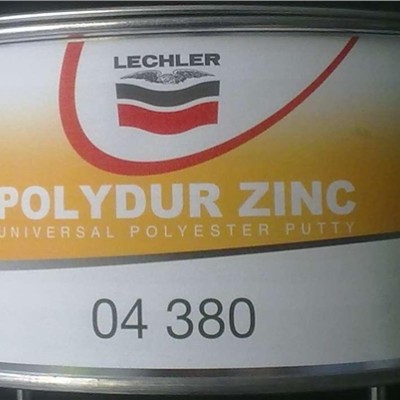 LECHLER
POLYDUR ZINC
UNIVERSAL POLYESTER PUTTY
04 380